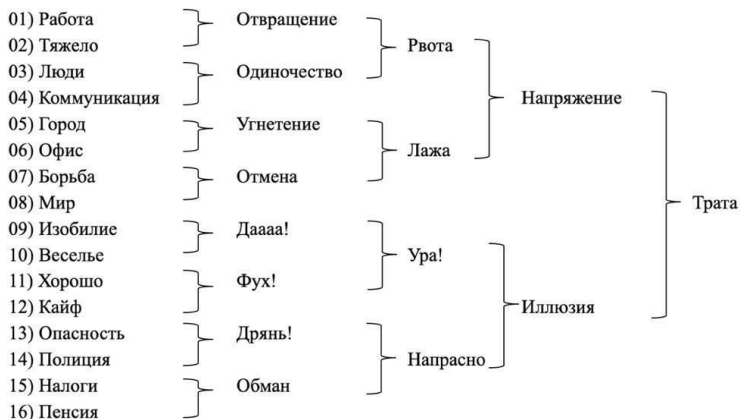 01) Работа
02) Тяжело
03) Люди
04) Коммуникация
05) Город
06) Офис
07) Борьба
08) Мир
09) Изобилие
10) Веселье
11) Хорошо
12) Кайф
13) Опасность
14) Полиция
15) Налоги
16) Пенсия
Отвращение
Одиночество
Угнетение
Отмена
Даааа!
Фух!
Дрянь!
Обман
Рвота
Лажа
Ура!
Напрасно
Напряжение
Иллюзия
Трата